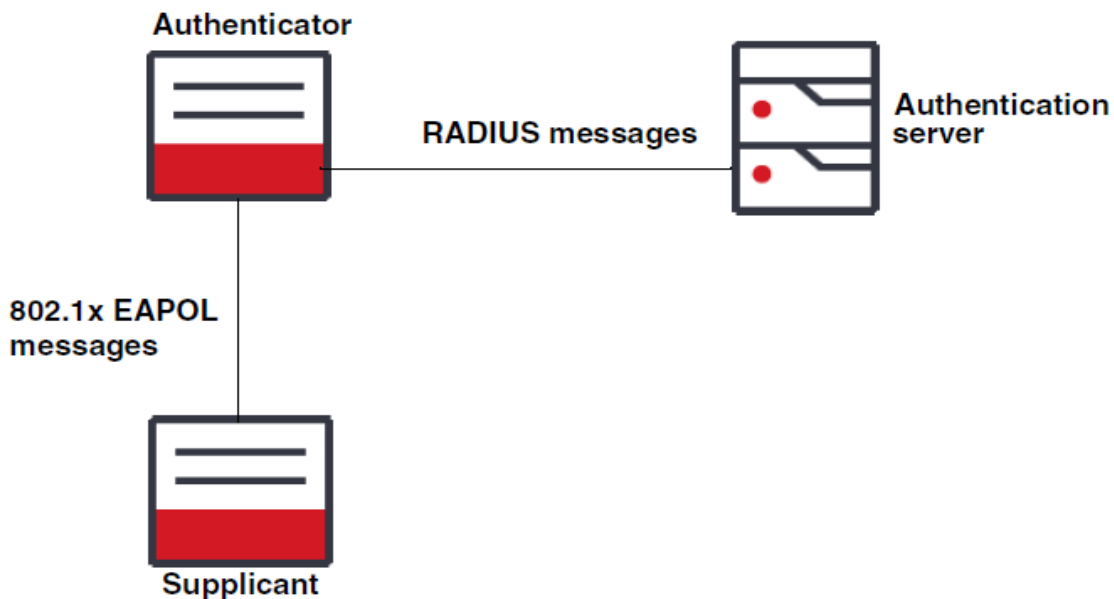 Authenticator
RADIUS messages
Authentication
server
802.1x EAPOL
messages
Supplicant